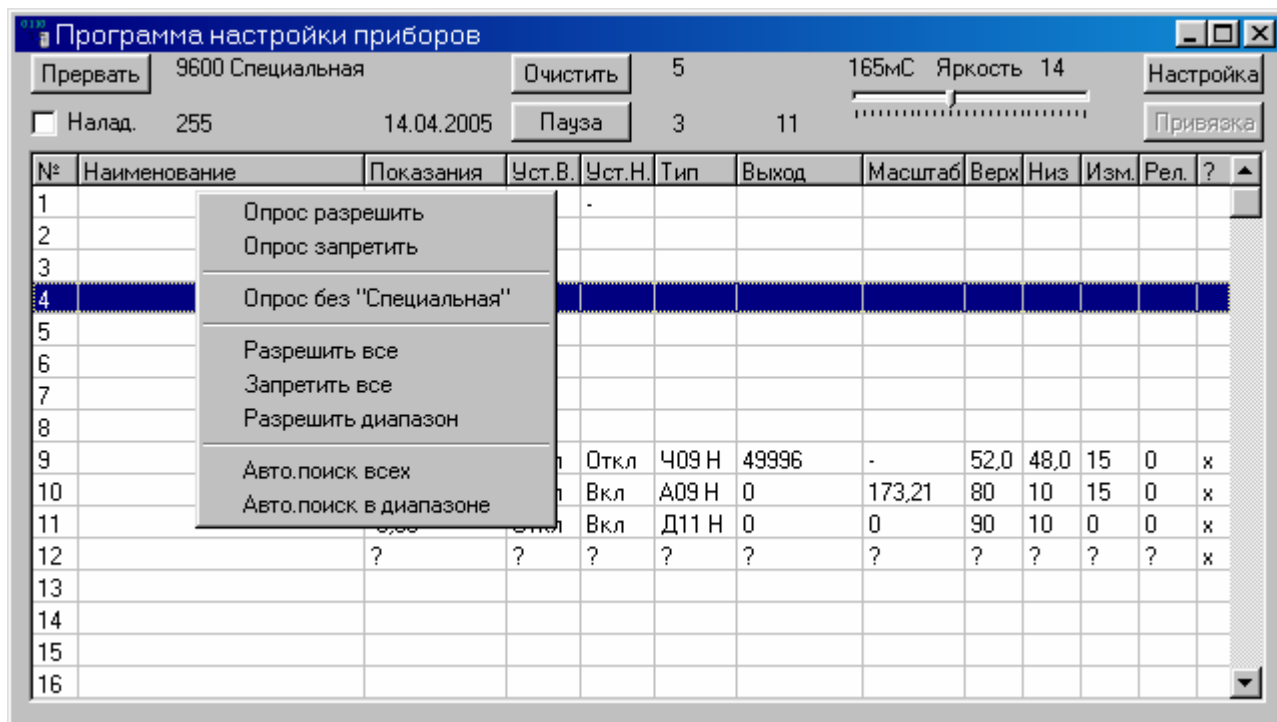 Программа настройки приборов
Прервать 9600 Специальная Очистить 5 165мС Яркость 14 Настройка
Налад. 255 14.04.2005 Пауза 3 11 Привязка
№ Наименование Показания Уст.В. Уст.Н. Тип Выход Масштаб Верх Низ Изм. Рел. ?
1 -
Опрос разрешить
2
Опрос запретить
3
4 Опрос без "Специальная"
5
Разрешить все
6
Запретить все
7
Разрешить диапазон
8
9 Откл Ч09 Н 49996 - 52,0 48,0 15 0 x
Авто.поиск всех
10 Вкл А09 Н 0 173,21 80 10 15 0 x
Авто.поиск в диапазоне
11 Вкл Д11 Н 0 0 90 10 0 0 x
12 ? ? ? ? ? ? ? ? ? ? x
13
14
15
16